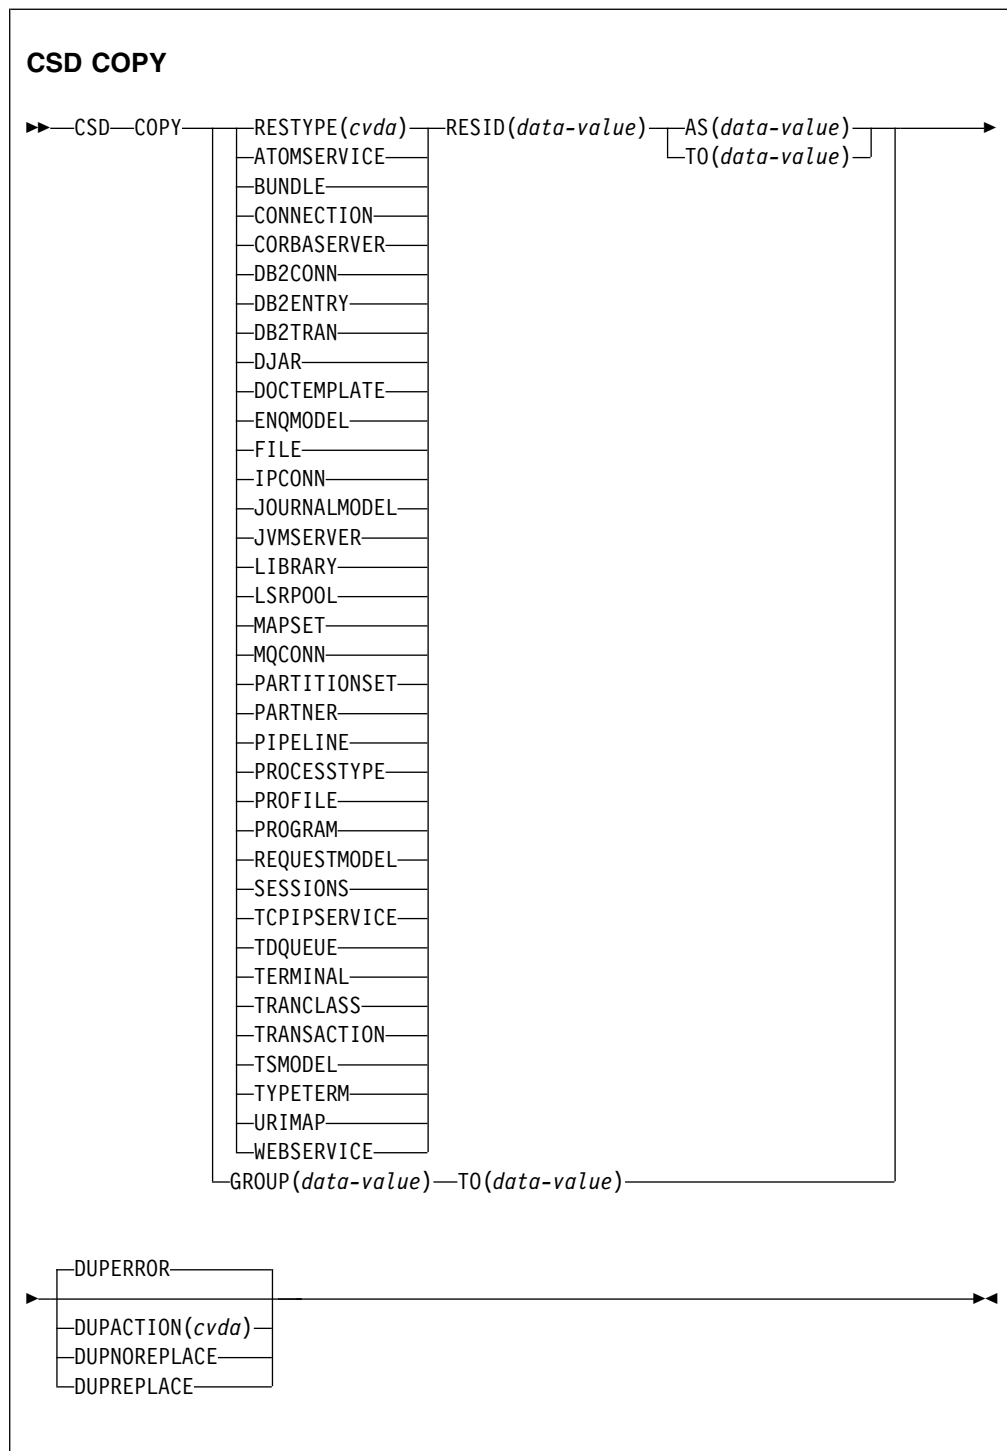 CSD COPY
CSD COPY RESTYPE(cvda) RESID(data-value) AS(data-value)
ATOMSERVICE TO(data-value)
BUNDLE
CONNECTION
CORBASERVER
DB2CONN
DB2ENTRY
DB2TRAN
DJAR
DOCTEMPLATE
ENQMODEL
FILE
IPCONN
JOURNALMODEL
JVMSERVER
LIBRARY
LSRPOOL
MAPSET
MQCONN
PARTITIONSET
PARTNER
PIPELINE
PROCESSTYPE
PROFILE
PROGRAM
REQUESTMODEL
SESSIONS
TCPIPSERVICE
TDQUEUE
TERMINAL
TRANCLASS
TRANSACTION
TSMODEL
TYPETERM
URIMAP
WEBSERVICE
GROUP(data-value) TO(data-value)
DUPERROR
DUPACTION(cvda)
DUPNOREPLACE
DUPREPLACE